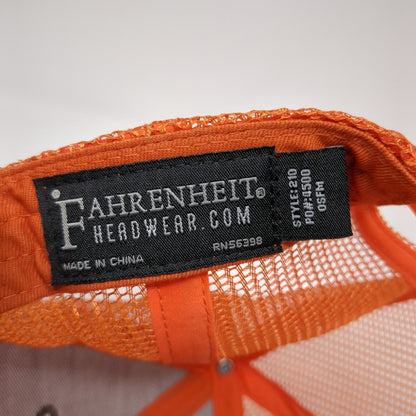 FAHRENHEIT®
HEADWEAR.COM
RN56398
MADE IN CHINA
STYLE: 210
PO#: 4500
OSFM